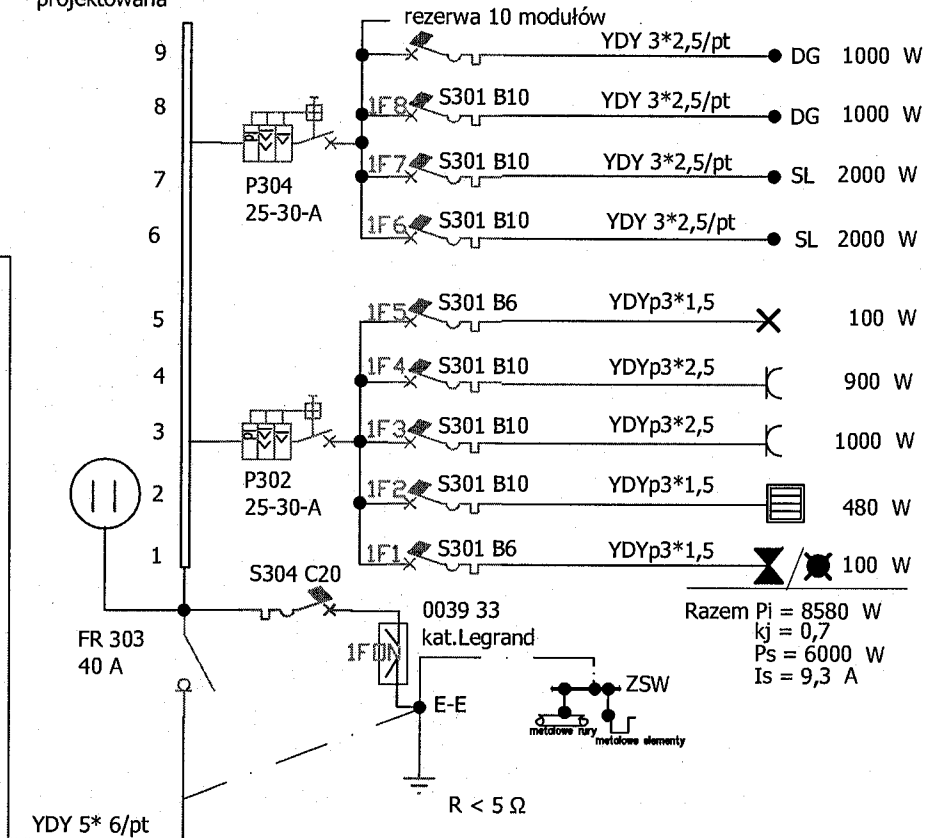 projektowana
rezerwa 10 modułów
9
YDY 3*2,5/pt
DG 1000 W
8
1F8
S301 B10
YDY 3*2,5/pt
DG 1000 W
P304
25-30-A
7
1F7
S301 B10
YDY 3*2,5/pt
SL 2000 W
6
1F6
S301 B10
YDY 3*2,5/pt
SL 2000 W
5
1F5
S301 B6
YDYp3*1,5
100 W
4
1F4
S301 B10
YDYp3*2,5
900 W
3
1F3
S301 B10
YDYp3*2,5
1000 W
P302
25-30-A
2
1F2
S301 B10
YDYp3*1,5
480 W
1
1F1
S301 B6
YDYp3*1,5
100 W
S304 C20
FR 303
40 A
1FDN
0039 33
kat.Legrand
Razem Pi = 8580 W
kj = 0,7
Ps = 6000 W
Is = 9,3 A
E-E
ZSW
metalowe rury
metalowe elementy
R < 5 Ω
YDY 5* 6/pt